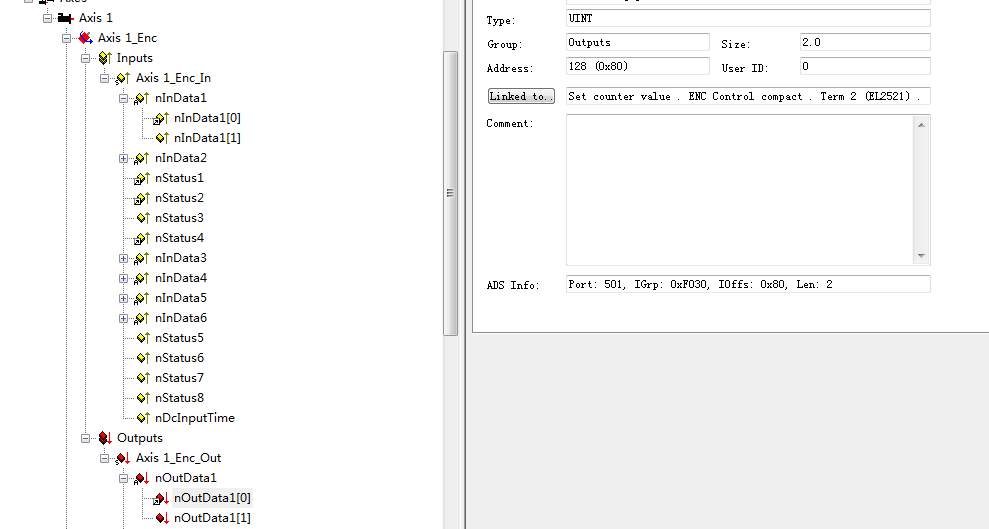 Axis 1
Axis 1_Enc
Inputs
Axis 1_Enc_In
nInData1
nInData1[0]
nInData1[1]
nInData2
nStatus1
nStatus2
nStatus3
nStatus4
nInData3
nInData4
nInData5
nInData6
nStatus5
nStatus6
nStatus7
nStatus8
nDcInputTime
Outputs
Axis 1_Enc_Out
nOutData1
nOutData1[0]
nOutData1[1]
Type: UINT
Group: Outputs Size: 2.0
Address: 128 (0x80) User ID: 0
Linked to.. Set counter value . ENC Control compact . Term 2 (EL2521) .
Comment:
ADS Info: Port: 501, IGrp: 0xF030, IOffs: 0x80, Len: 2